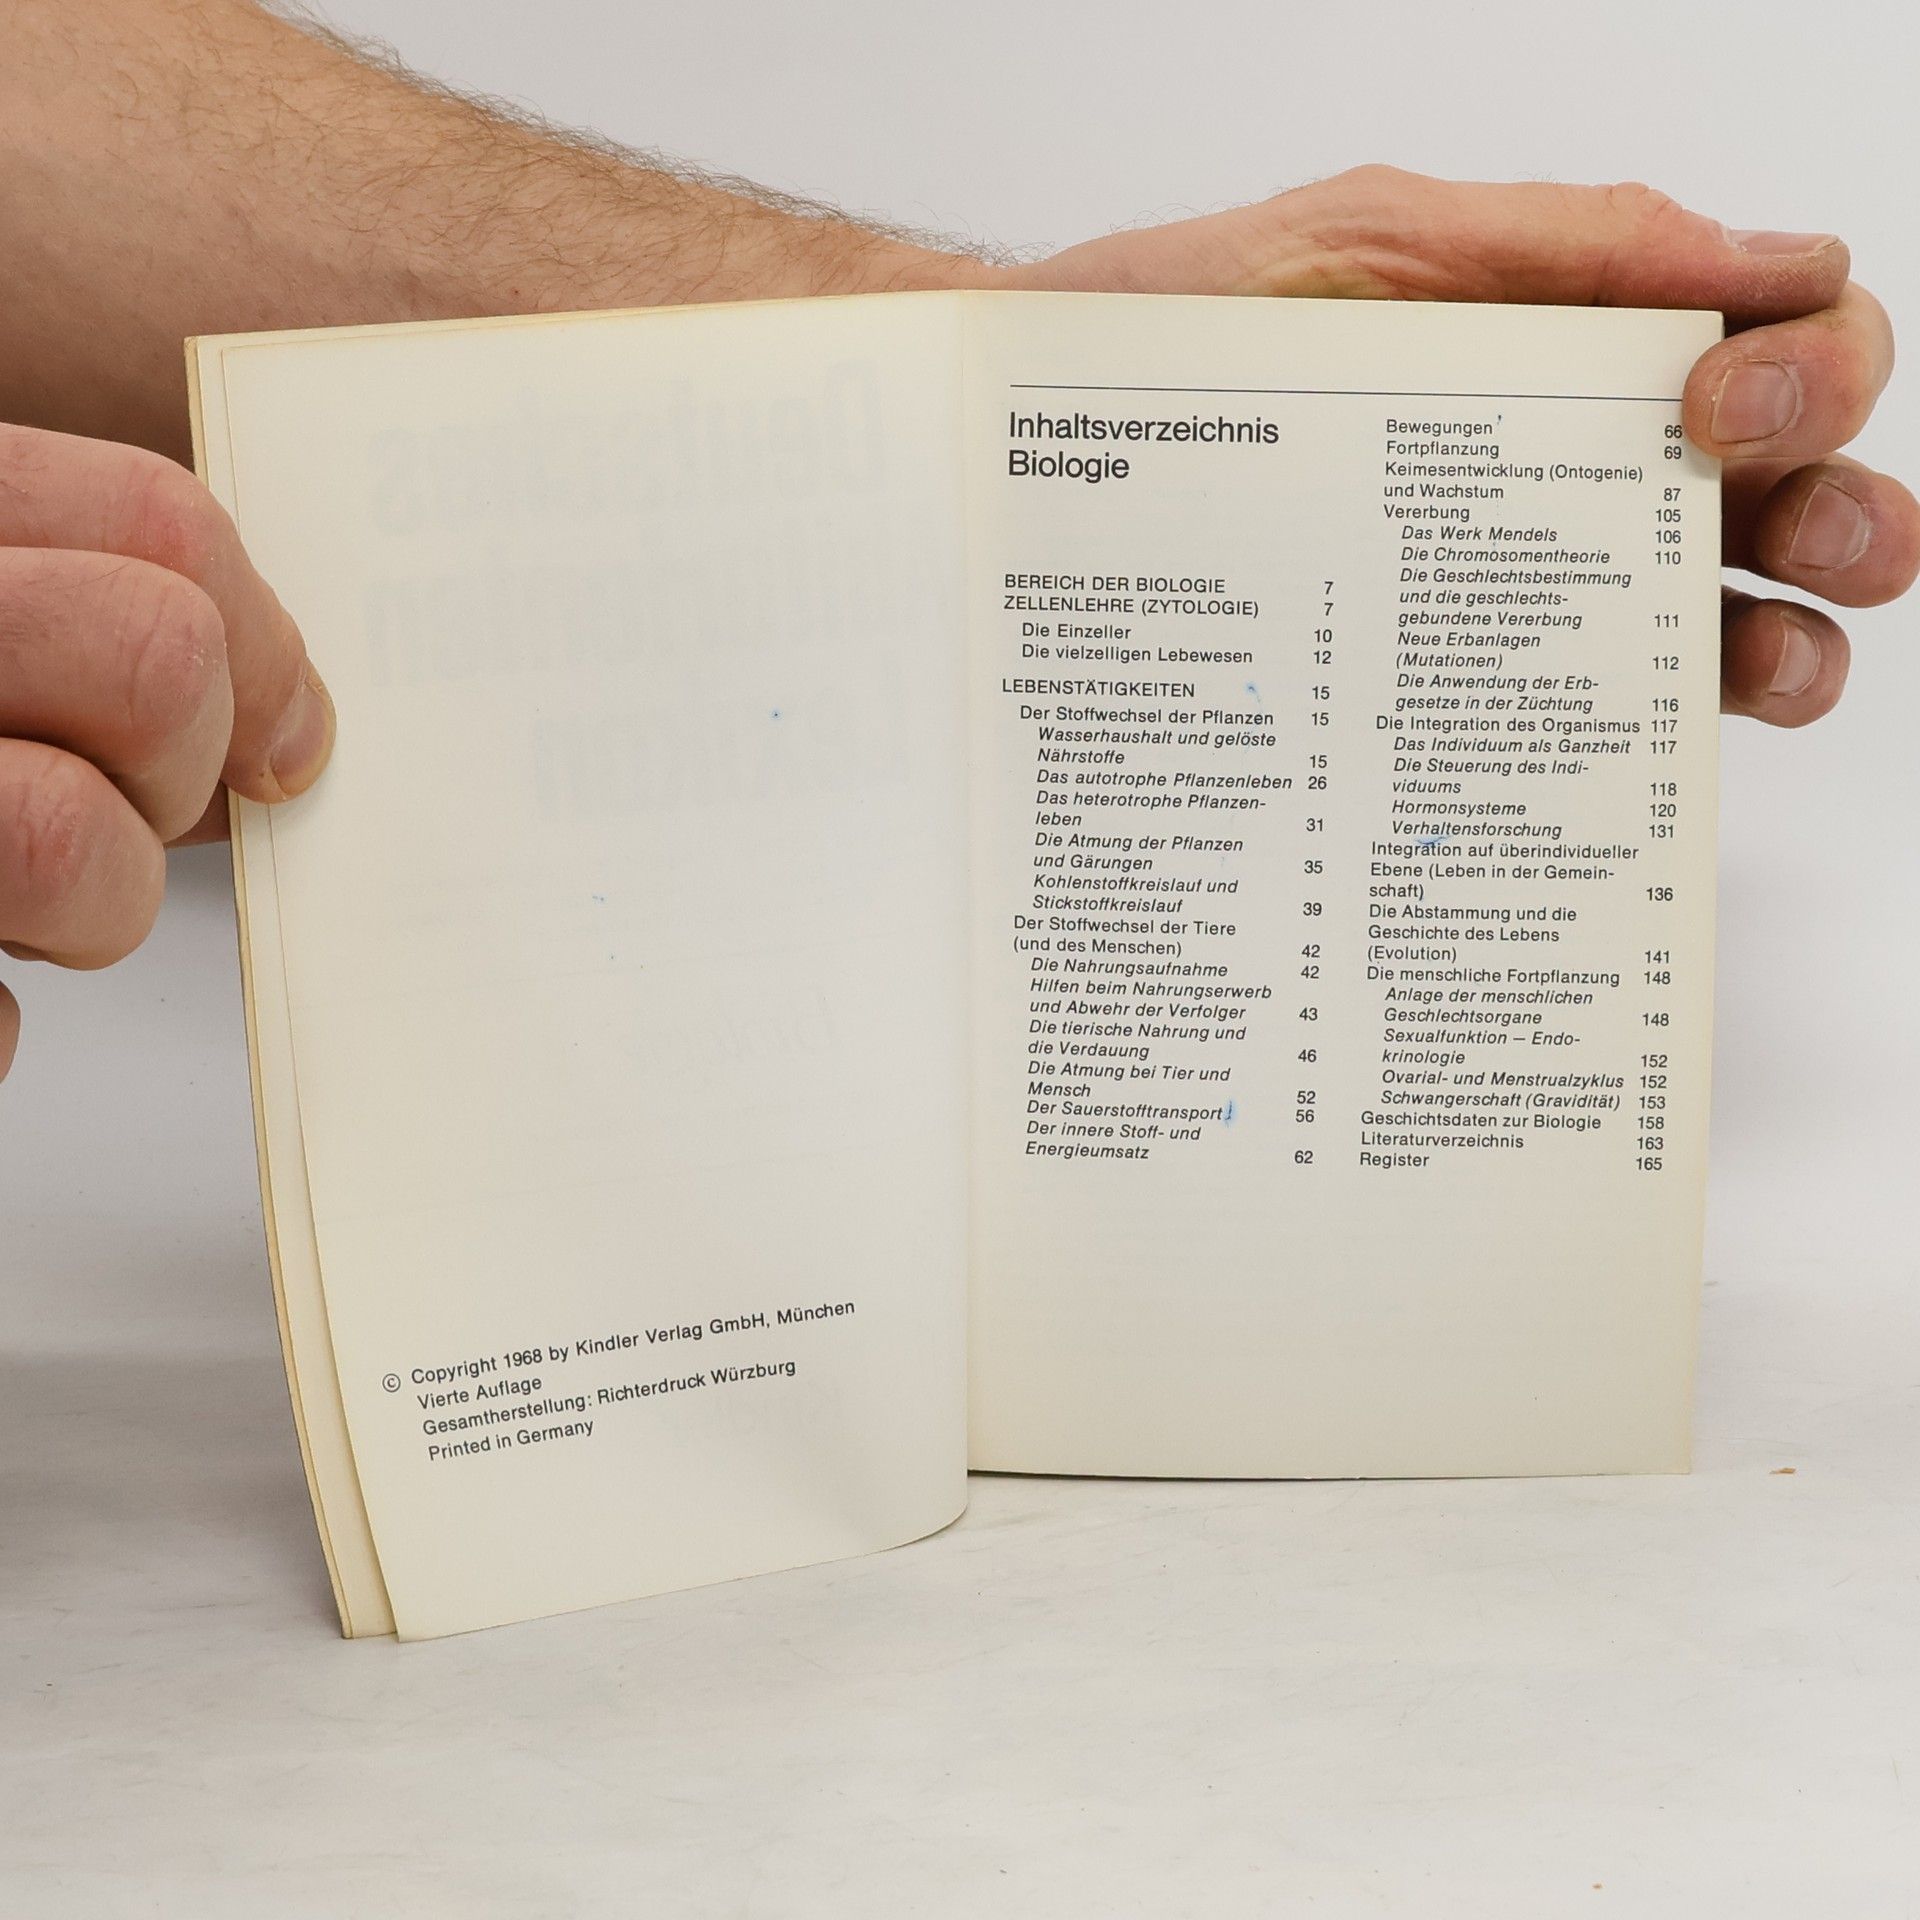 © Copyright 1968 by Kindler Verlag GmbH, München
Vierte Auflage
Gesamtherstellung: Richterdruck Würzburg
Printed in Germany
Inhaltsverzeichnis
Biologie
BEREICH DER BIOLOGIE 7
ZELLENLEHRE (ZYTOLOGIE) 7
Die Einzeller 10
Die vielzelligen Lebewesen 12
LEBENSTÄTIGKEITEN 15
Der Stoffwechsel der Pflanzen 15
Wasserhaushalt und gelöste
Nährstoffe 15
Das autotrophe Pflanzenleben 26
Das heterotrophe Pflanzen-
leben 31
Die Atmung der Pflanzen
und Gärungen 35
Kohlenstoffkreislauf und
Stickstoffkreislauf 39
Der Stoffwechsel der Tiere
(und des Menschen) 42
Die Nahrungsaufnahme 42
Hilfen beim Nahrungserwerb
und Abwehr der Verfolger 43
Die tierische Nahrung und
die Verdauung 46
Die Atmung bei Tier und
Mensch 52
Der Sauerstofftransport 56
Der innere Stoff- und
Energieumsatz 62
Bewegungen 66
Fortpflanzung 69
Keimesentwicklung (Ontogenie)
und Wachstum 87
Vererbung 105
Das Werk Mendels 106
Die Chromosomentheorie 110
Die Geschlechtsbestimmung
und die geschlechts-
gebundene Vererbung 111
Neue Erbanlagen
(Mutationen) 112
Die Anwendung der Erb-
gesetze in der Züchtung 116
Die Integration des Organismus 117
Das Individuum als Ganzheit 117
Die Steuerung des Indi-
viduums 118
Hormonsysteme 120
Verhaltensforschung 131
Integration auf überindividueller
Ebene (Leben in der Gemein-
schaft) 136
Die Abstammung und die
Geschichte des Lebens
(Evolution) 141
Die menschliche Fortpflanzung 148
Anlage der menschlichen
Geschlechtsorgane 148
Sexualfunktion — Endo-
krinologie 152
Ovarial- und Menstrualzyklus 152
Schwangerschaft (Gravidität) 153
Geschichtsdaten zur Biologie 158
Literaturverzeichnis 163
Register 165